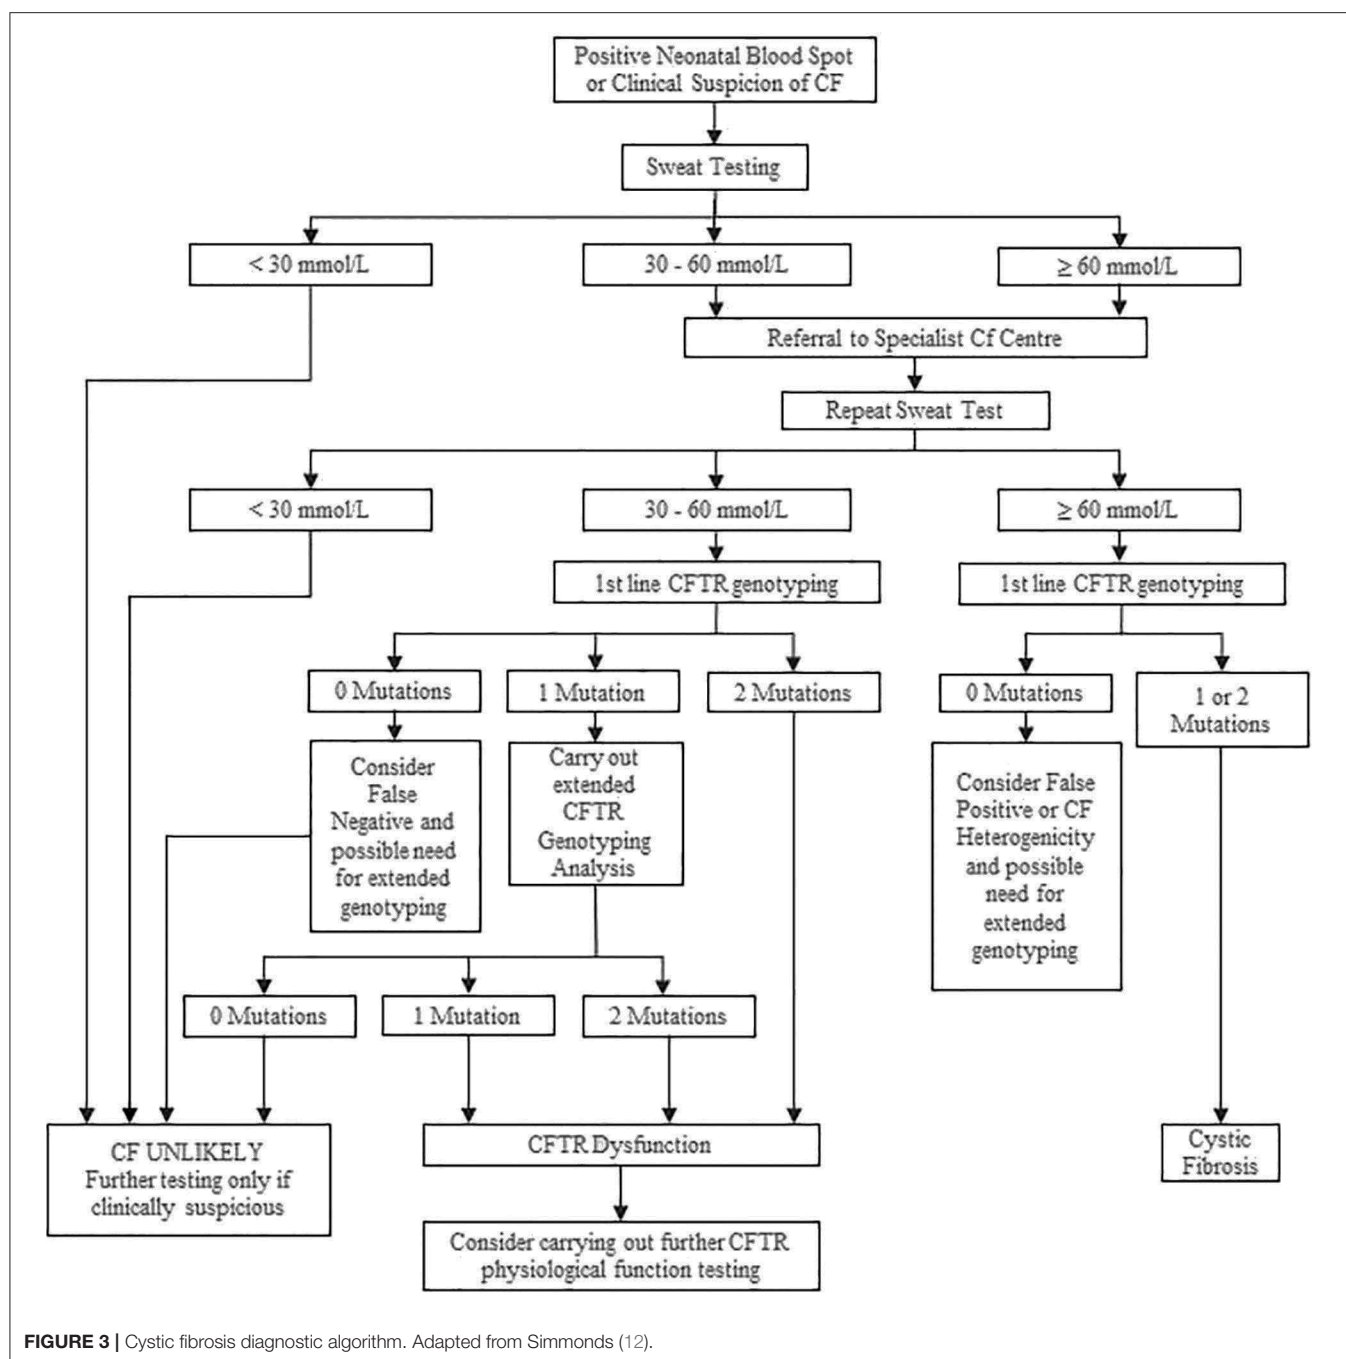 Positive Neonatal Blood Spot
or Clinical Suspicion of CF
Sweat Testing
< 30 mmol/L
30 - 60 mmol/L
≥ 60 mmol/L
Referral to Specialist Cf Centre
Repeat Sweat Test
< 30 mmol/L
30 - 60 mmol/L
≥ 60 mmol/L
1st line CFTR genotyping
1st line CFTR genotyping
0 Mutations
1 Mutation
2 Mutations
0 Mutations
1 or 2
Mutations
Consider
False
Negative and
possible need
for extended
genotyping
Carry out
extended
CFTR
Genotyping
Analysis
Consider False
Positive or CF
Heterogenicity
and possible
need for
extended
genotyping
0 Mutations
1 Mutation
2 Mutations
CF UNLIKELY
Further testing only if
clinically suspicious
CFTR Dysfunction
Cystic
Fibrosis
Consider carrying out further CFTR
physiological function testing
FIGURE 3 | Cystic fibrosis diagnostic algorithm. Adapted from Simmonds (12).